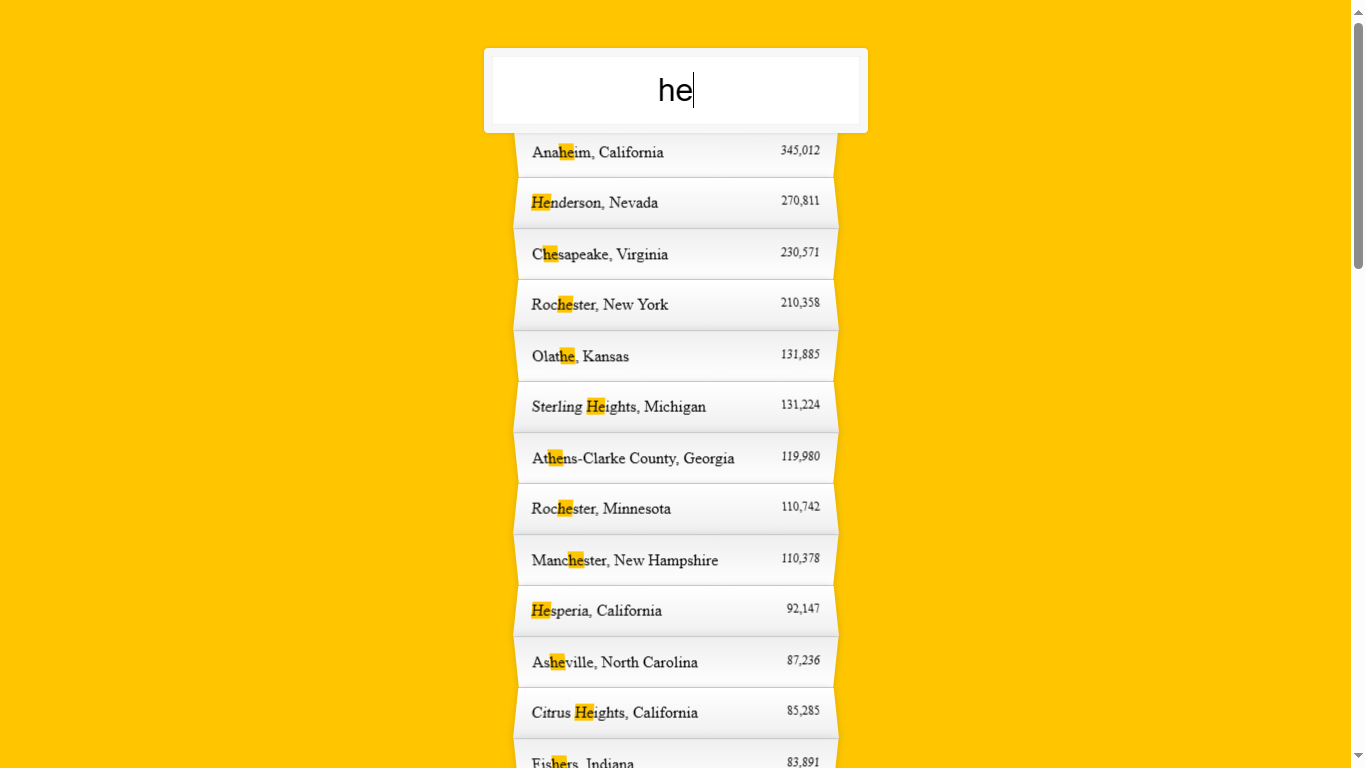 he
Anaheim, California 345,012
Henderson, Nevada 270,811
Chesapeake, Virginia 230,571
Rochester, New York 210,358
Olathe, Kansas 131,885
Sterling Heights, Michigan 131,224
Athens-Clarke County, Georgia 119,980
Rochester, Minnesota 110,742
Manchester, New Hampshire 110,378
Hesperia, California 92,147
Asheville, North Carolina 87,236
Citrus Heights, California 85,285
Fishers, Indiana 83,891